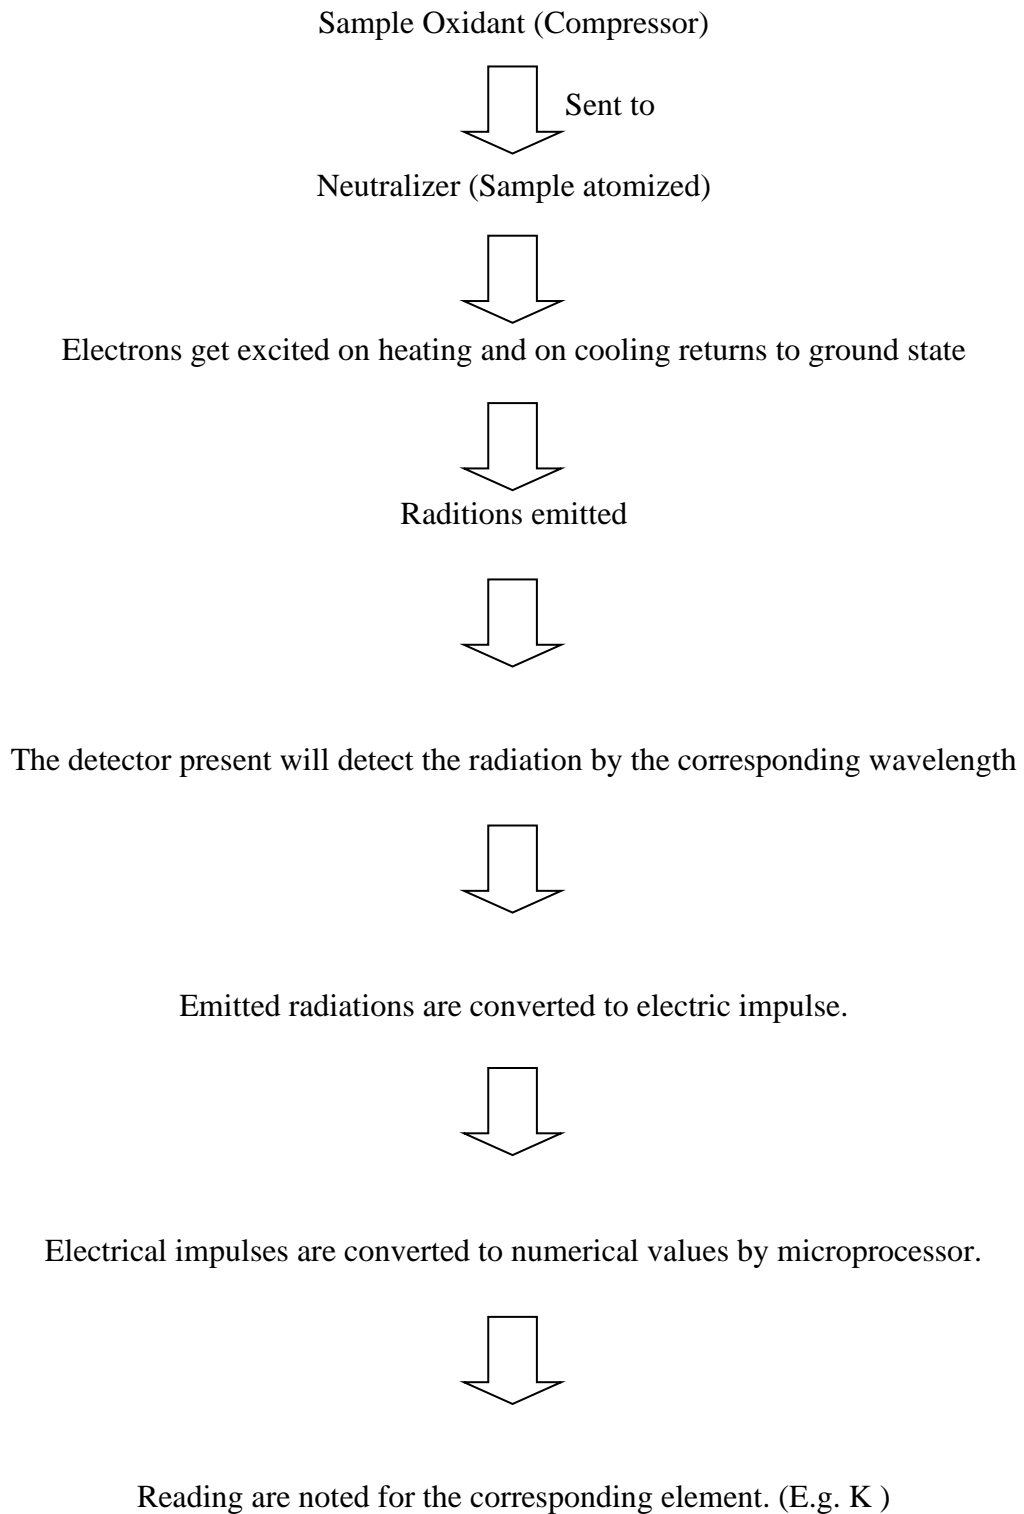 Sample Oxidant (Compressor)
Sent to
Neutralizer (Sample atomized)
Electrons get excited on heating and on cooling returns to ground state
Raditions emitted
The detector present will detect the radiation by the corresponding wavelength
Emitted radiations are converted to electric impulse.
Electrical impulses are converted to numerical values by microprocessor.
Reading are noted for the corresponding element. (E.g. K )